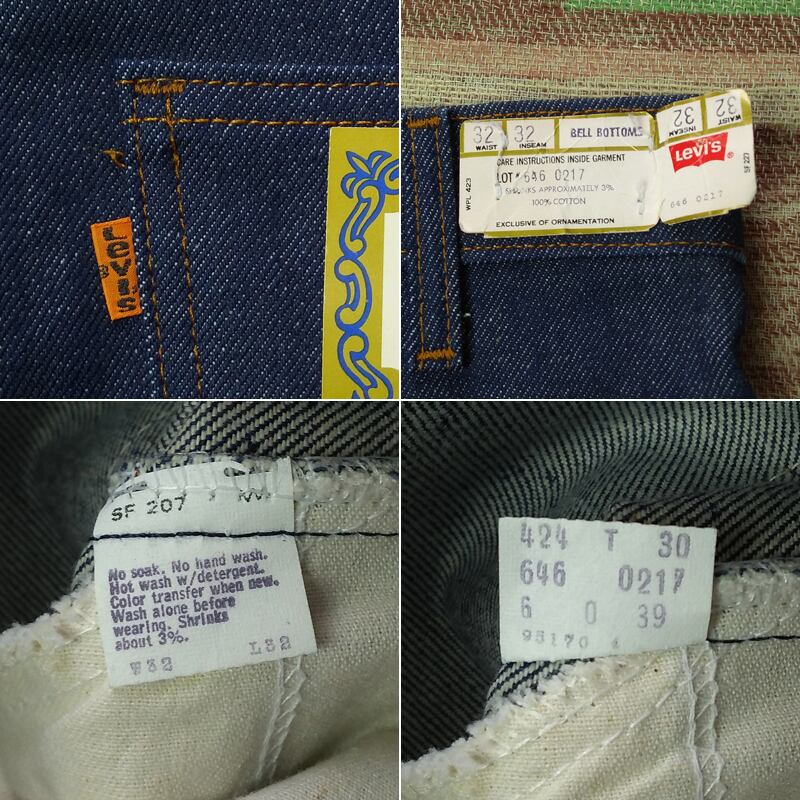 Levi's
®
32 32 BELL BOTTOMS
WAIST INSEAM
CARE INSTRUCTIONS INSIDE GARMENT
LOT# 646 0217
SHRINKS APPROXIMATELY 3%
100% COTTON
EXCLUSIVE OF ORNAMENTATION
WPL 423
32 32
WAIST INSEAM
Levi's ®
SF 227
646 0217
SF 207
No soak. No hand wash.
Hot wash w/detergent.
Color transfer when new.
Wash alone before
wearing. Shrinks
about 3%.
W32 L32
424 T 30
646 0217
6 0 39
95170